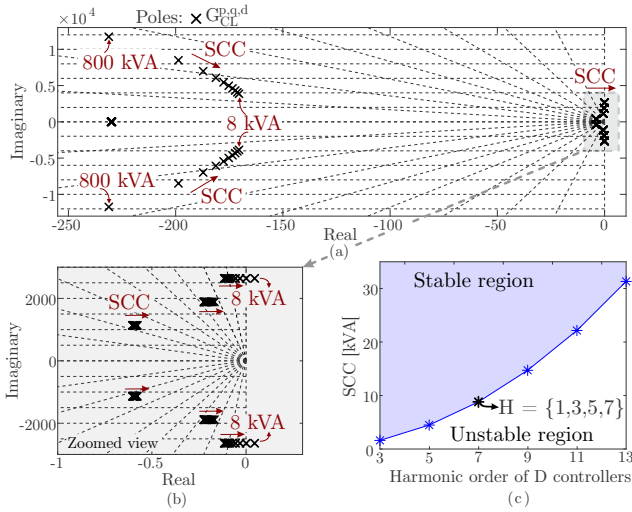 ×10⁴ Poles: × G_CL^p,q,d
1
0.5
0
-0.5
-1
Imaginary
800 kVA
SCC
8 kVA
SCC
800 kVA
SCC
-250 -200 -150 -100 -50 0
Real
(a)
2000
0
-2000
Imaginary
SCC
8 kVA
8 kVA
Zoomed view
-1 -0.5 0
Real
(b)
30
20
10
0
SCC [kVA]
Stable region
H = {1,3,5,7}
Unstable region
3 5 7 9 11 13
Harmonic order of D controllers
(c)